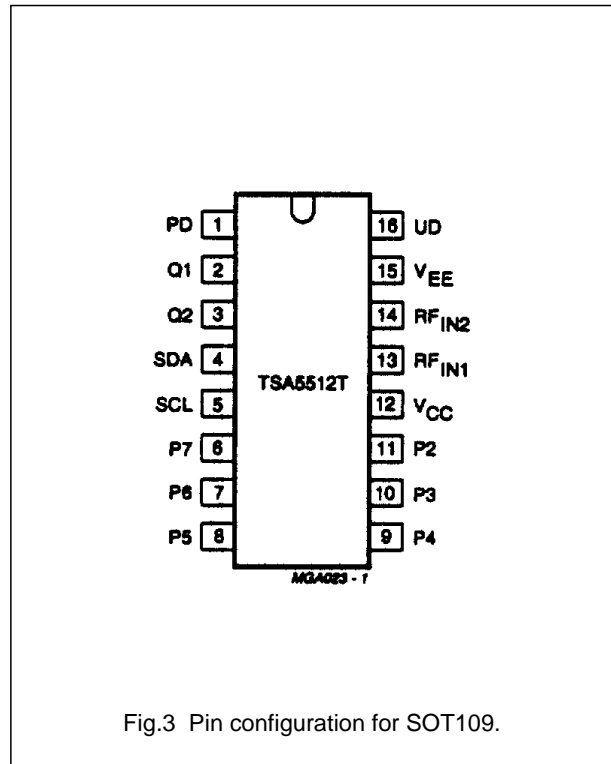 PD 1 16 UD
Q1 2 15 VEE
Q2 3 14 RFIN2
SDA 4 13 RFIN1
TSA5512T
SCL 5 12 VCC
P7 6 11 P2
P6 7 10 P3
P5 8 9 P4
MGA023 - 1
Fig.3 Pin configuration for SOT109.